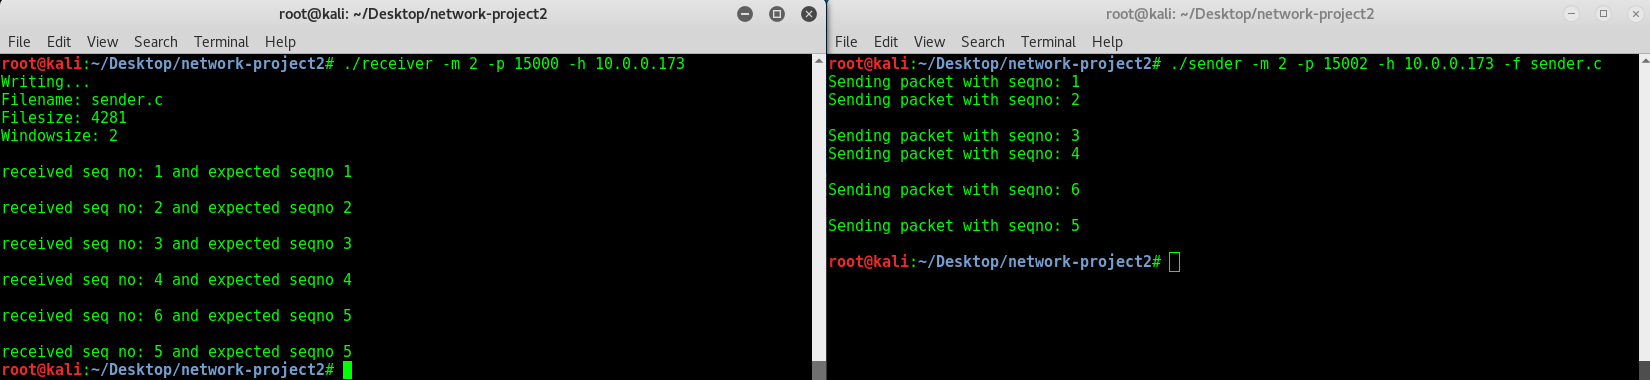 root@kali: ~/Desktop/network-project2
File Edit View Search Terminal Help
root@kali:~/Desktop/network-project2# ./receiver -m 2 -p 15000 -h 10.0.0.173
Writing...
Filename: sender.c
Filesize: 4281
Windowsize: 2
received seq no: 1 and expected seqno 1
received seq no: 2 and expected seqno 2
received seq no: 3 and expected seqno 3
received seq no: 4 and expected seqno 4
received seq no: 6 and expected seqno 5
received seq no: 5 and expected seqno 5
root@kali:~/Desktop/network-project2#
root@kali: ~/Desktop/network-project2
File Edit View Search Terminal Help
root@kali:~/Desktop/network-project2# ./sender -m 2 -p 15002 -h 10.0.0.173 -f sender.c
Sending packet with seqno: 1
Sending packet with seqno: 2
Sending packet with seqno: 3
Sending packet with seqno: 4
Sending packet with seqno: 6
Sending packet with seqno: 5
root@kali:~/Desktop/network-project2#